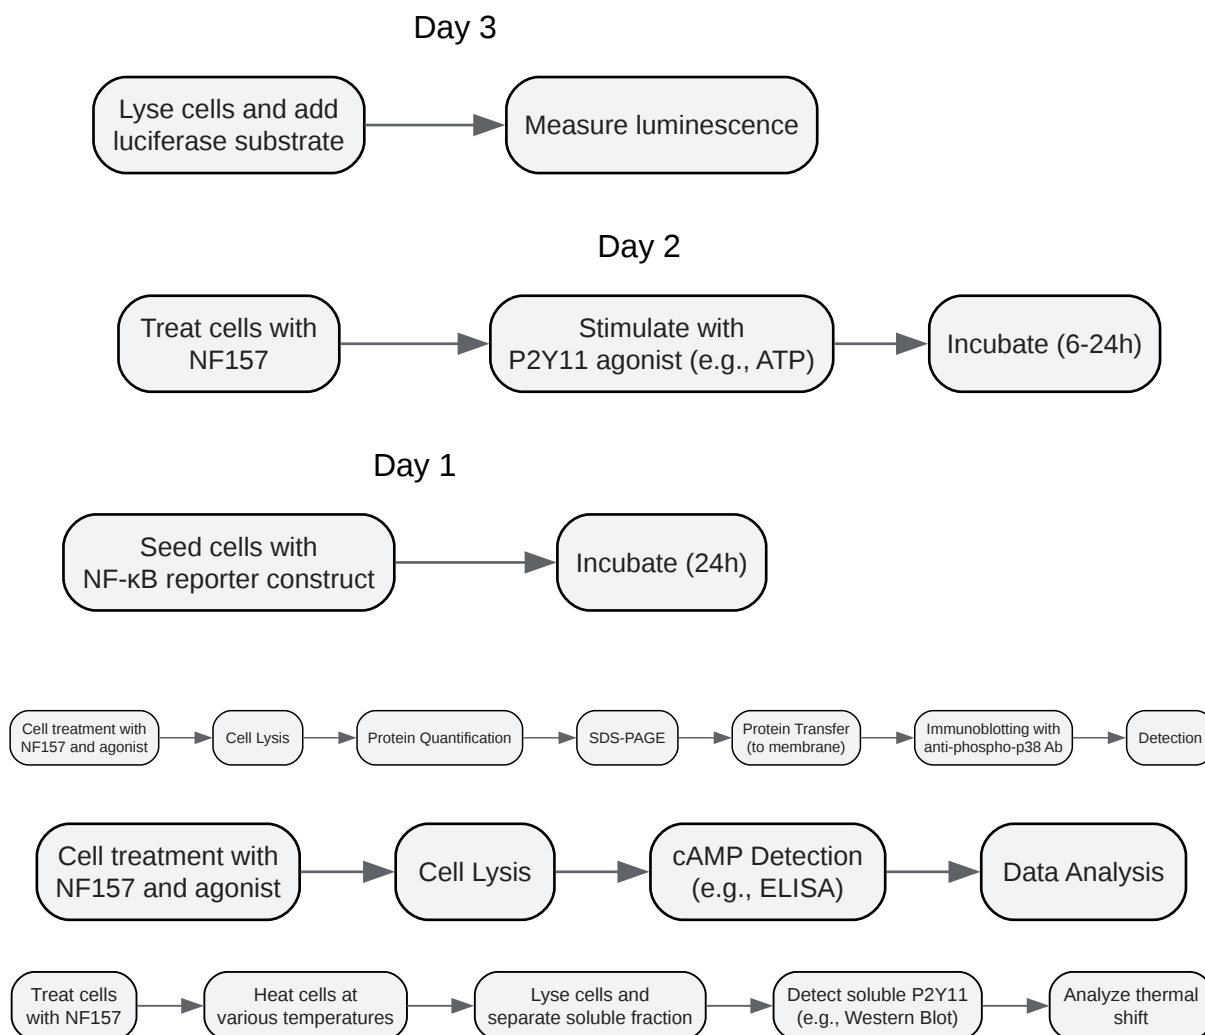 Day 3
Lyse cells and add
luciferase substrate
Measure luminescence
Day 2
Treat cells with
NF157
Stimulate with
P2Y11 agonist (e.g., ATP)
Incubate (6-24h)
Day 1
Seed cells with
NF-κB reporter construct
Incubate (24h)
Cell treatment with
NF157 and agonist
Cell Lysis
Protein Quantification
SDS-PAGE
Protein Transfer
(to membrane)
Immunoblotting with
anti-phospho-p38 Ab
Detection
Cell treatment with
NF157 and agonist
Cell Lysis
cAMP Detection
(e.g., ELISA)
Data Analysis
Treat cells
with NF157
Heat cells at
various temperatures
Lyse cells and
separate soluble fraction
Detect soluble P2Y11
(e.g., Western Blot)
Analyze thermal
shift